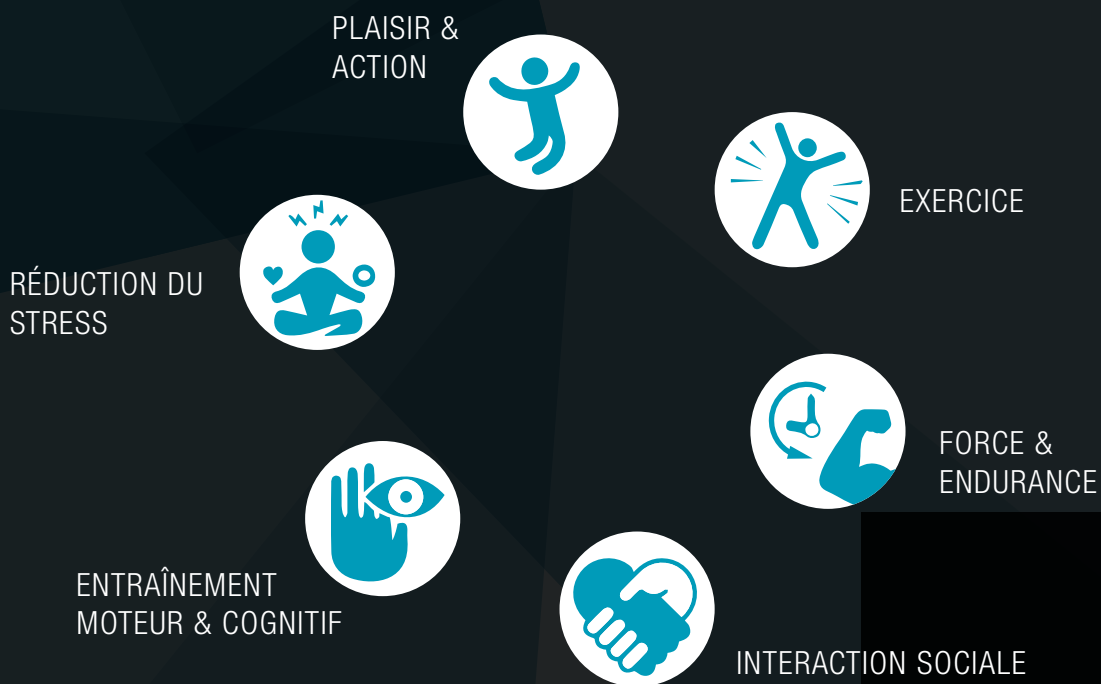 PLAISIR &
ACTION
EXERCICE
RÉDUCTION DU
STRESS
FORCE &
ENDURANCE
ENTRAÎNEMENT
MOTEUR & COGNITIF
INTERACTION SOCIALE